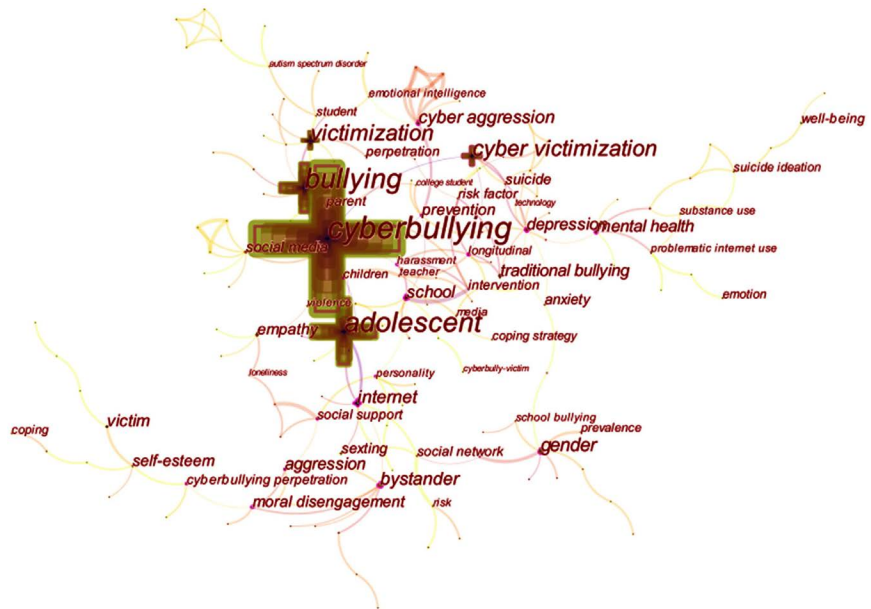 autism spectrum disorder
emotional intelligence
student
cyber aggression
well-being
victimization
perpetration
cyber victimization
suicide ideation
bullying
college student
suicide
risk factor
parent
technology
prevention
substance use
cyberbullying
depression
mental health
social media
longitudinal
problematic internet use
harassment
children
teacher
traditional bullying
school
intervention
emotion
violence
anxiety
media
adolescent
empathy
coping strategy
loneliness
personality
cyberbully-victim
internet
social support
school bullying
victim
prevalence
coping
sexting
social network
gender
self-esteem
aggression
cyberbullying perpetration
bystander
moral disengagement
risk